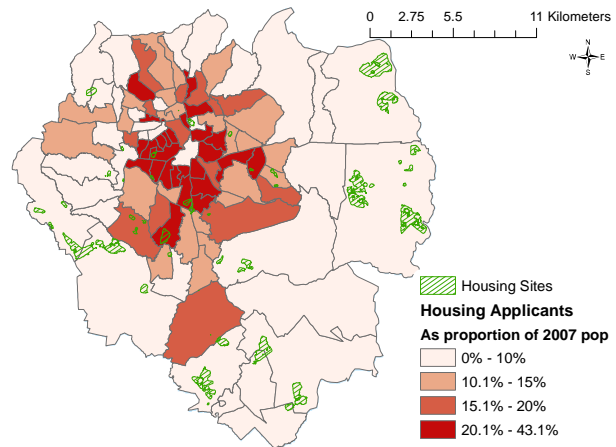 0 2.75 5.5 11 Kilometers
N
W E
S
Housing Sites
Housing Applicants
As proportion of 2007 pop
0% - 10%
10.1% - 15%
15.1% - 20%
20.1% - 43.1%